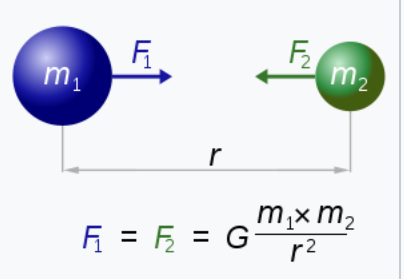 F₁ F₂
m₁ m₂
r
F₁ = F₂ = G m₁ × m₂ / r²